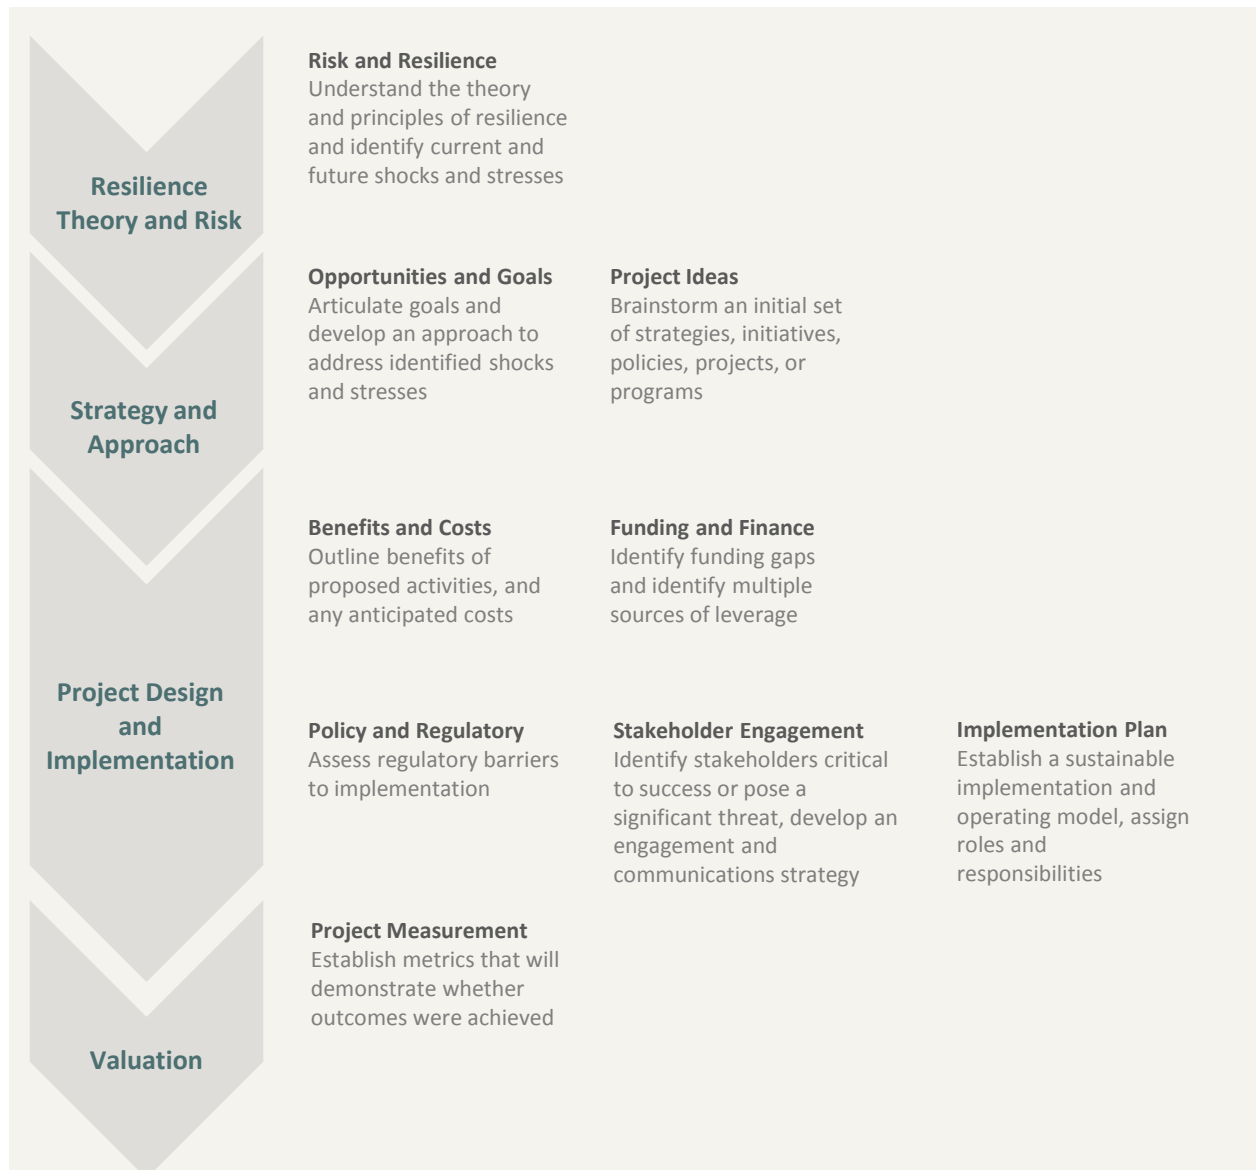 Resilience
Theory and Risk
Risk and Resilience
Understand the theory
and principles of resilience
and identify current and
future shocks and stresses
Strategy and
Approach
Opportunities and Goals
Articulate goals and
develop an approach to
address identified shocks
and stresses
Project Ideas
Brainstorm an initial set
of strategies, initiatives,
policies, projects, or
programs
Project Design
and
Implementation
Benefits and Costs
Outline benefits of
proposed activities, and
any anticipated costs
Funding and Finance
Identify funding gaps
and identify multiple
sources of leverage
Policy and Regulatory
Assess regulatory barriers
to implementation
Stakeholder Engagement
Identify stakeholders critical
to success or pose a
significant threat, develop an
engagement and
communications strategy
Implementation Plan
Establish a sustainable
implementation and
operating model, assign
roles and
responsibilities
Valuation
Project Measurement
Establish metrics that will
demonstrate whether
outcomes were achieved